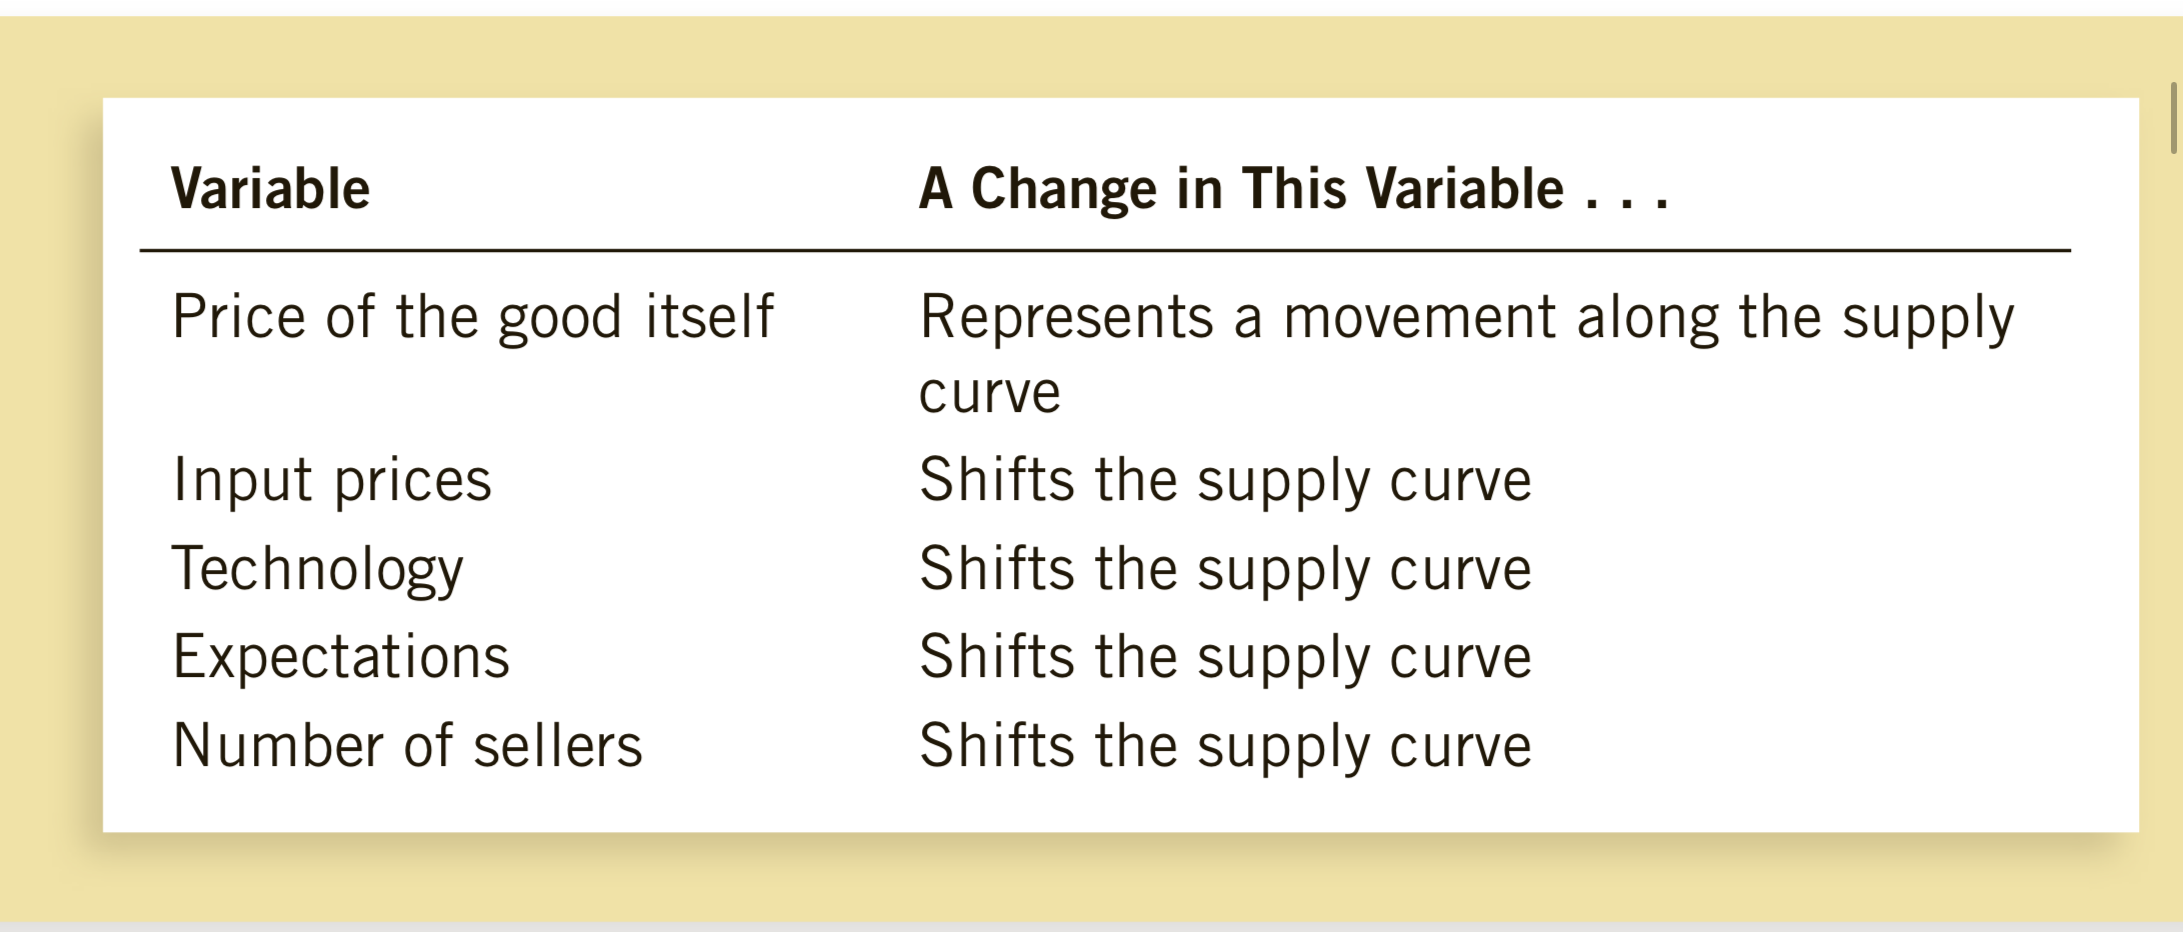 Variable A Change in This Variable . . .
Price of the good itself Represents a movement along the supply
curve
Input prices Shifts the supply curve
Technology Shifts the supply curve
Expectations Shifts the supply curve
Number of sellers Shifts the supply curve